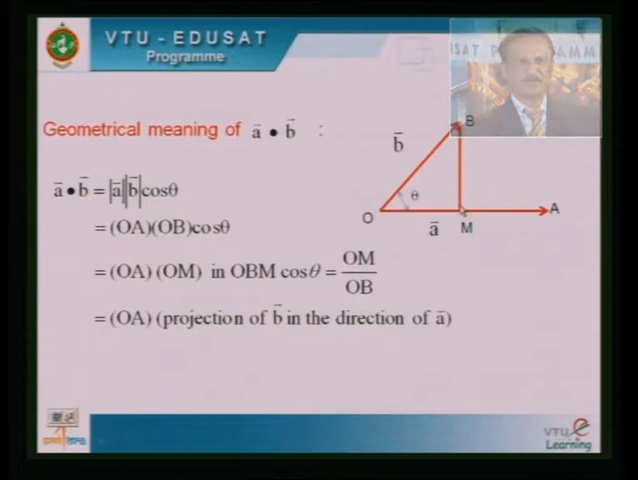 VTU - EDUSAT
Programme
Geometrical meaning of a⃗ • b⃗ :
a⃗ • b⃗ = |a⃗||b⃗|cosθ
= (OA)(OB)cosθ
= (OA) (OM) in OBM cosθ = OM/OB
= (OA) (projection of b⃗ in the direction of a⃗)
B
b⃗
θ
O
A
a⃗
M
VTU e
Learning